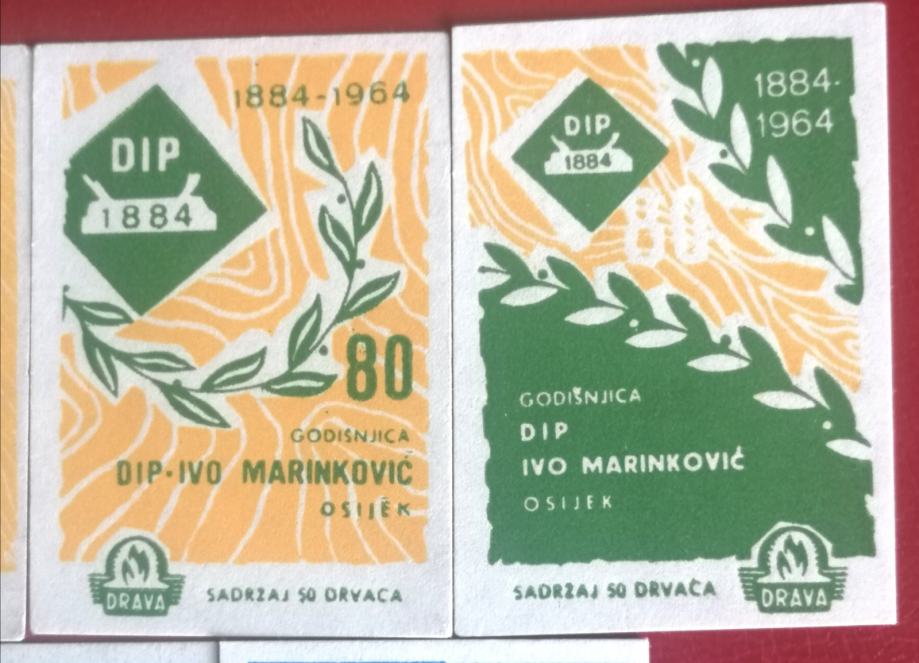 1884-1964
DIP
1884
80
GODIŠNJICA
DIP·IVO MARINKOVIĆ
OSIJEK
DRAVA
SADRŽAJ 50 DRVACA
1884-
1964
DIP
1884
80
GODIŠNJICA
DIP
IVO MARINKOVIĆ
OSIJEK
SADRŽAJ 50 DRVACA
DRAVA